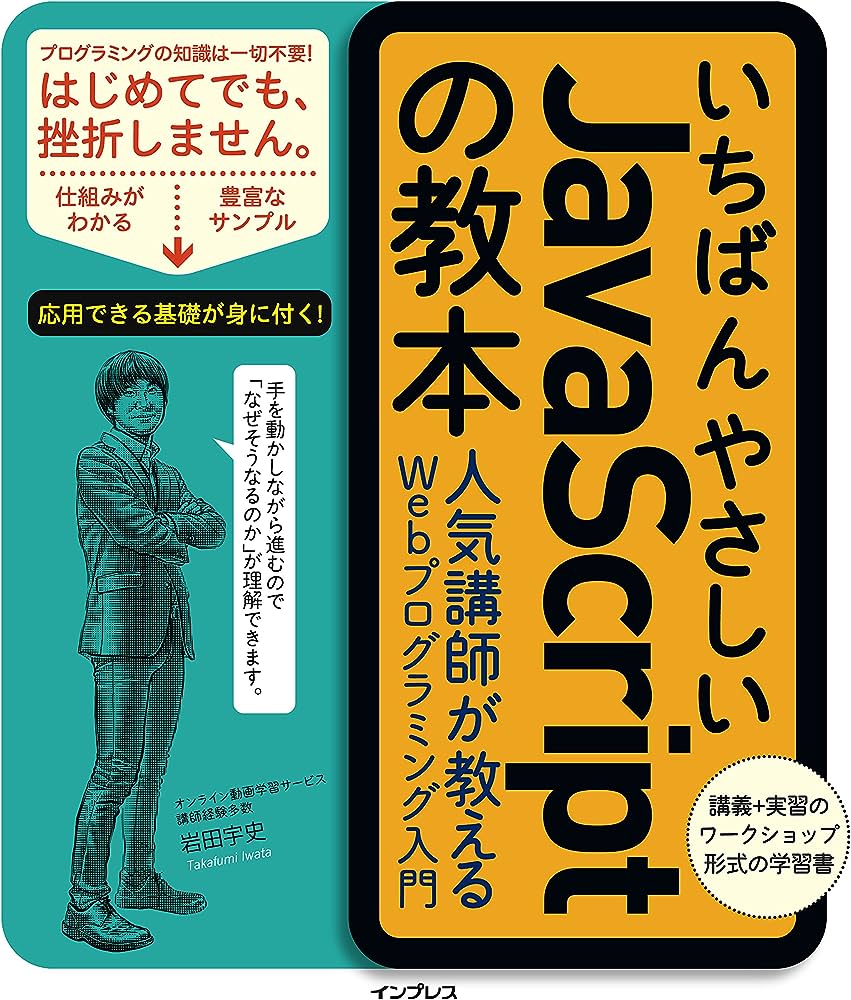 いちばんやさしい
JavaScript
の教本
人気講師が教える
Webプログラミング入門
講義+実習の
ワークショップ
形式の学習書
プログラミングの知識は一切不要!
はじめてでも、
挫折しません。
仕組みが
わかる
豊富な
サンプル
応用できる基礎が身に付く!
手を動かしながら進むので
「なぜそうなるのか」が理解できます。
オンライン動画学習サービス
講師経験多数
岩田宇史
Takafumi Iwata
インプレス